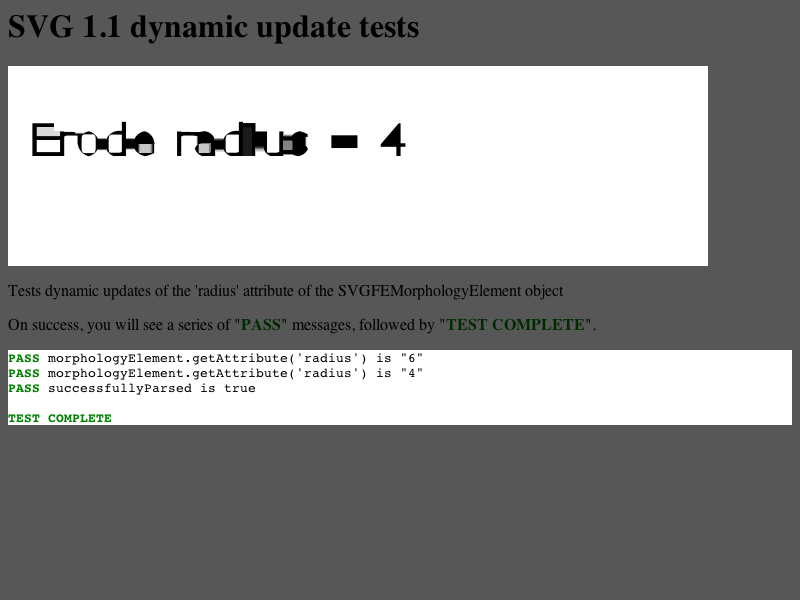 SVG 1.1 dynamic update tests
Erode radius = 4
Tests dynamic updates of the 'radius' attribute of the SVGFEMorphologyElement object
On success, you will see a series of "PASS" messages, followed by "TEST COMPLETE".
PASS morphologyElement.getAttribute('radius') is "6"
PASS morphologyElement.getAttribute('radius') is "4"
PASS successfullyParsed is true
TEST COMPLETE